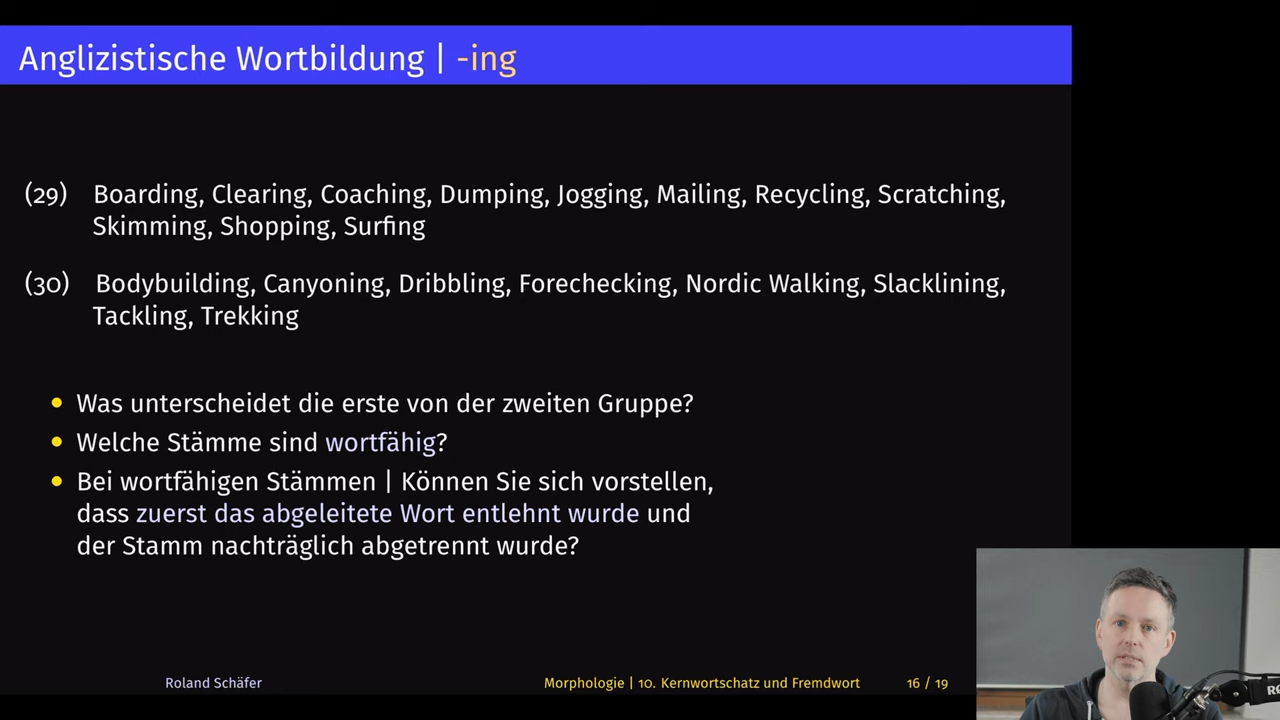 Anglizistische Wortbildung | -ing
(29) Boarding, Clearing, Coaching, Dumping, Jogging, Mailing, Recycling, Scratching,
Skimming, Shopping, Surfing
(30) Bodybuilding, Canyoning, Dribbling, Forechecking, Nordic Walking, Slacklining,
Tackling, Trekking
• Was unterscheidet die erste von der zweiten Gruppe?
• Welche Stämme sind wortfähig?
• Bei wortfähigen Stämmen | Können Sie sich vorstellen,
dass zuerst das abgeleitete Wort entlehnt wurde und
der Stamm nachträglich abgetrennt wurde?
Roland Schäfer Morphologie | 10. Kernwortschatz und Fremdwort 16 / 19